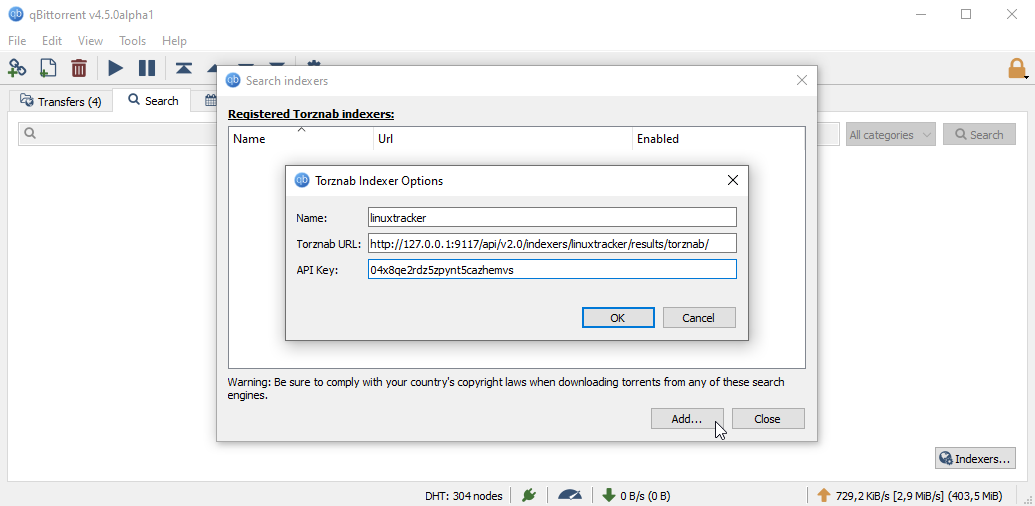 qBittorrent v4.5.0alpha1
File Edit View Tools Help
Search indexers
Transfers (4) Search
Registered Torznab indexers:
All categories Search
Name Url Enabled
Torznab Indexer Options
Name: linuxtracker
Torznab URL: http://127.0.0.1:9117/api/v2.0/indexers/linuxtracker/results/torznab/
API Key: 04x8qe2rdz5zpynt5cazhemvs
OK Cancel
Warning: Be sure to comply with your country's copyright laws when downloading torrents from any of these search
engines.
Add... Close
Indexers...
DHT: 304 nodes 0 B/s (0 B) 729,2 KiB/s [2,9 MiB/s] (403,5 MiB)